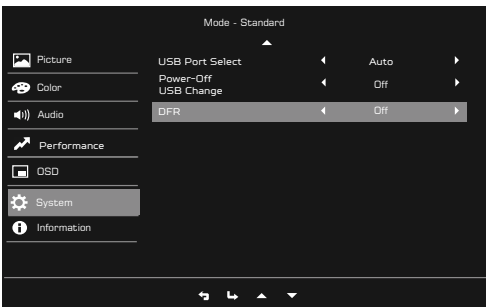 Mode - Standard
Picture
Color
Audio
Performance
OSD
System
Information
USB Port Select Auto
Power-Off
USB Change Off
DFR Off